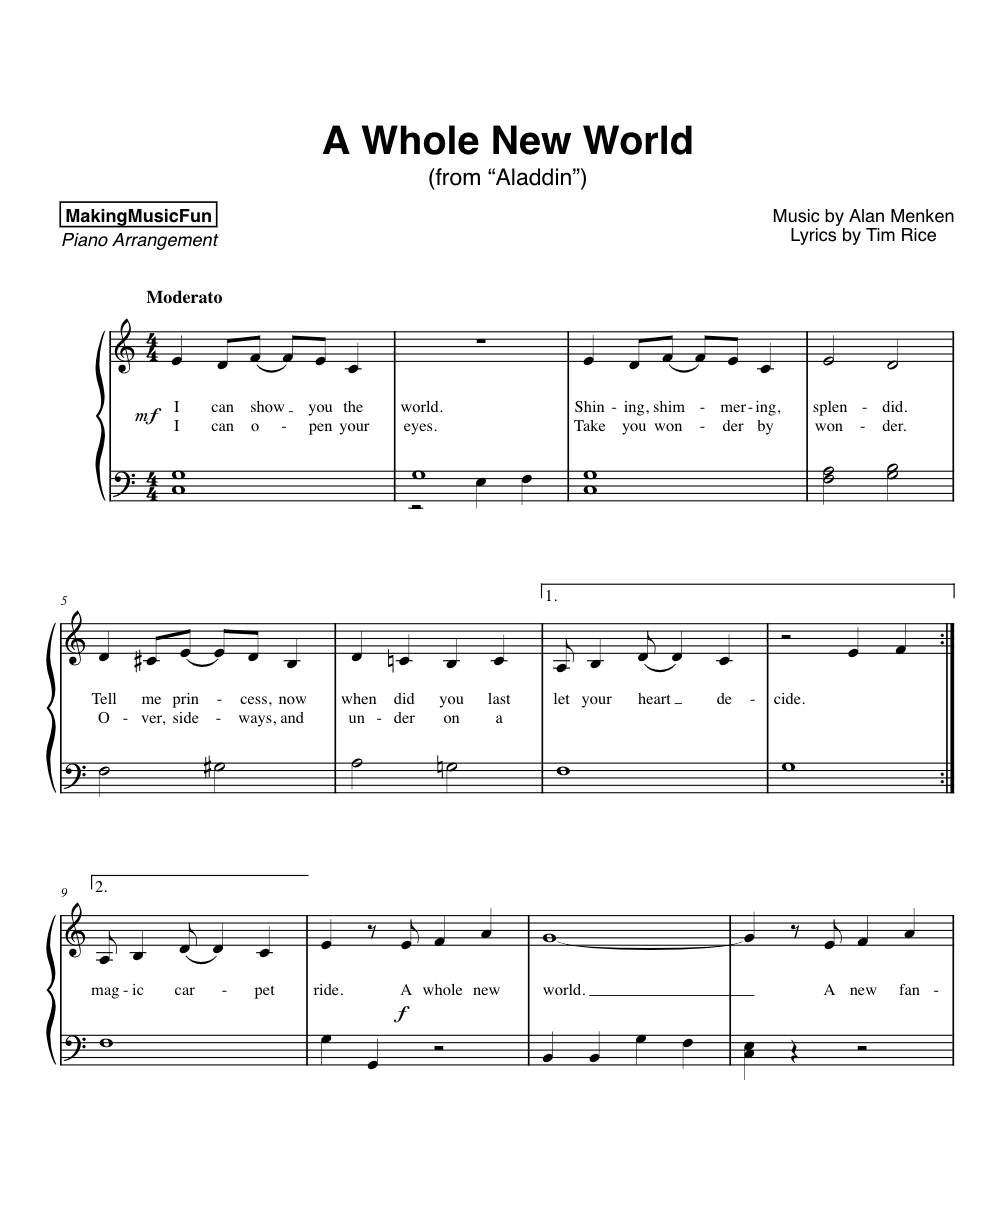 A Whole New World
(from “Aladdin”)
MakingMusicFun
Piano Arrangement
Music by Alan Menken
Lyrics by Tim Rice
Moderato
4 4
mf
I can show _ you the world. Shin - ing, shim - mer - ing, splen - did.
I can o - pen your eyes. Take you won - der by won - der.
4 4
5
1.
Tell me prin - cess, now when did you last let your heart _ de - cide.
O - ver, side - ways, and un - der on a
9
2.
mag - ic car - pet ride. A whole new world. _ A new fan -
f